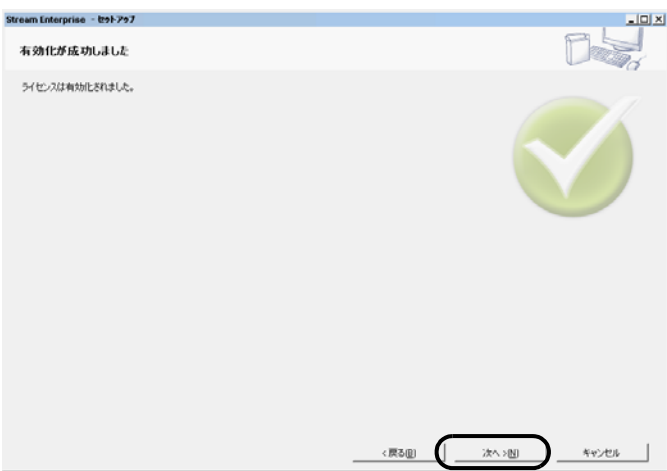 Stream Enterprise - セットアップ
有効化が成功しました
ライセンスは有効化されました。
< 戻る(B) 次へ >(N) キャンセル